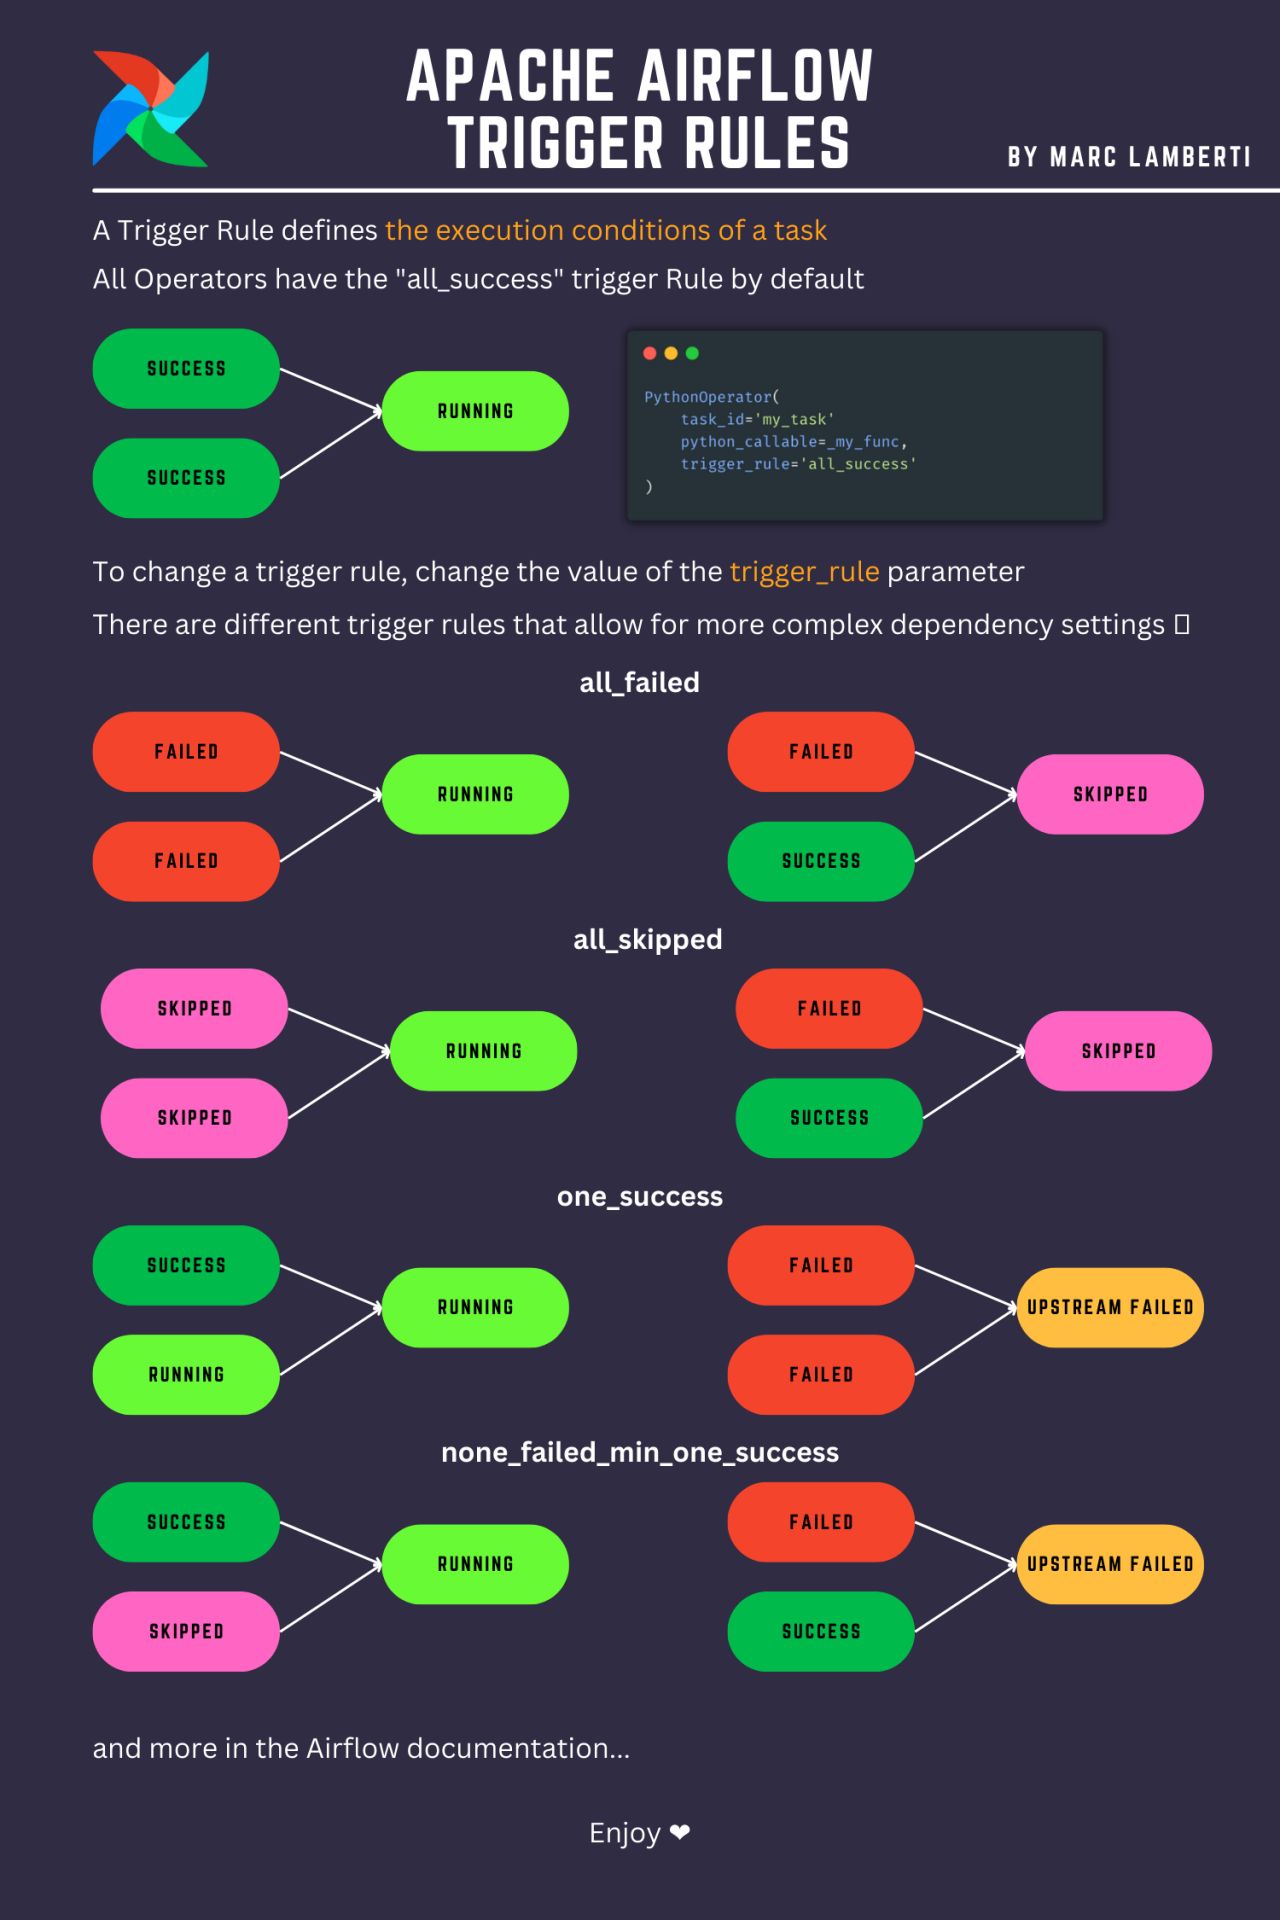 APACHE AIRFLOW
TRIGGER RULES
BY MARC LAMBERTI
A Trigger Rule defines the execution conditions of a task
All Operators have the "all_success" trigger Rule by default
SUCCESS
SUCCESS
RUNNING
PythonOperator(
    task_id='my_task'
    python_callable=_my_func,
    trigger_rule='all_success'
)
To change a trigger rule, change the value of the trigger_rule parameter
There are different trigger rules that allow for more complex dependency settings
all_failed
FAILED
FAILED
RUNNING
FAILED
SUCCESS
SKIPPED
all_skipped
SKIPPED
SKIPPED
RUNNING
FAILED
SUCCESS
SKIPPED
one_success
SUCCESS
RUNNING
RUNNING
FAILED
FAILED
UPSTREAM FAILED
none_failed_min_one_success
SUCCESS
SKIPPED
RUNNING
FAILED
SUCCESS
UPSTREAM FAILED
and more in the Airflow documentation...
Enjoy ❤